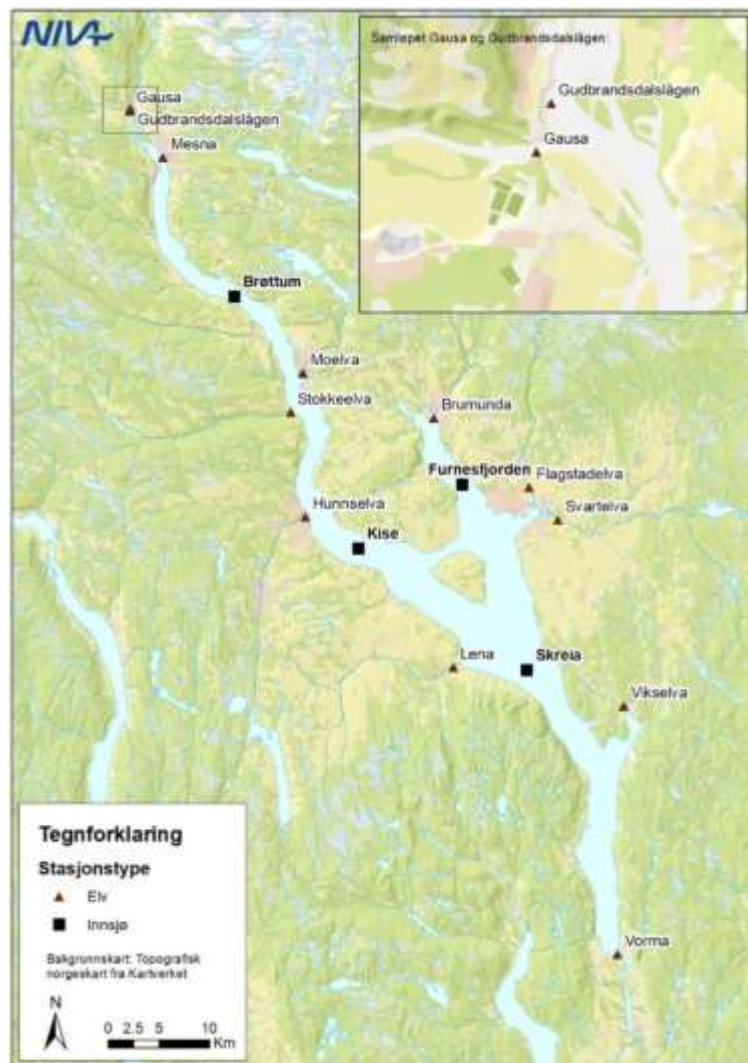 NIVA
Samløpet Gausa og Gudbrandsdalslågen
Gudbrandsdalslågen
Gausa
Gausa
Gudbrandsdalslågen
Mesna
Brøttum
Moelva
Stokkeelva
Brumunda
Furnesfjorden
Flagstadelva
Svartelva
Hunnselva
Kise
Lena
Skreia
Vikselva
Vorma
Tegnforklaring
Stasjonstype
Elv
Innsjø
Bakgrunnskart: Topografisk
norgeskart fra Kartverket
N
0 2.5 5 10
Km